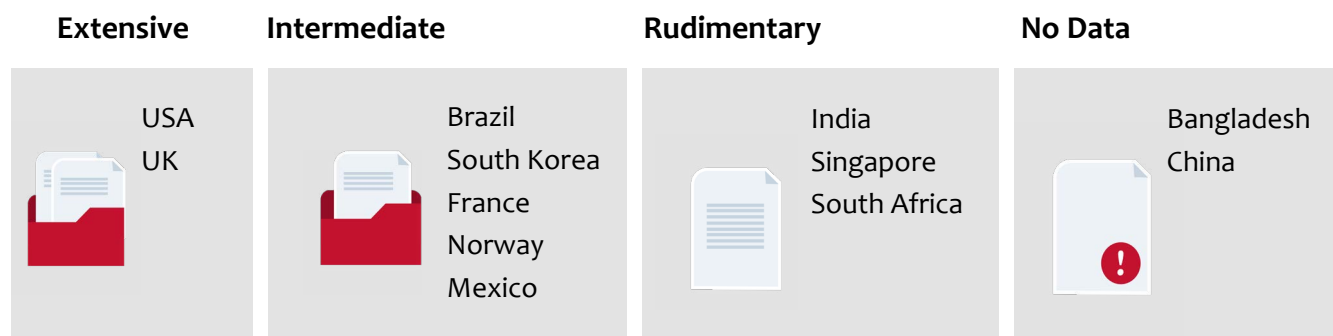 Extensive
USA
UK
Intermediate
Brazil
South Korea
France
Norway
Mexico
Rudimentary
India
Singapore
South Africa
No Data
Bangladesh
China
!